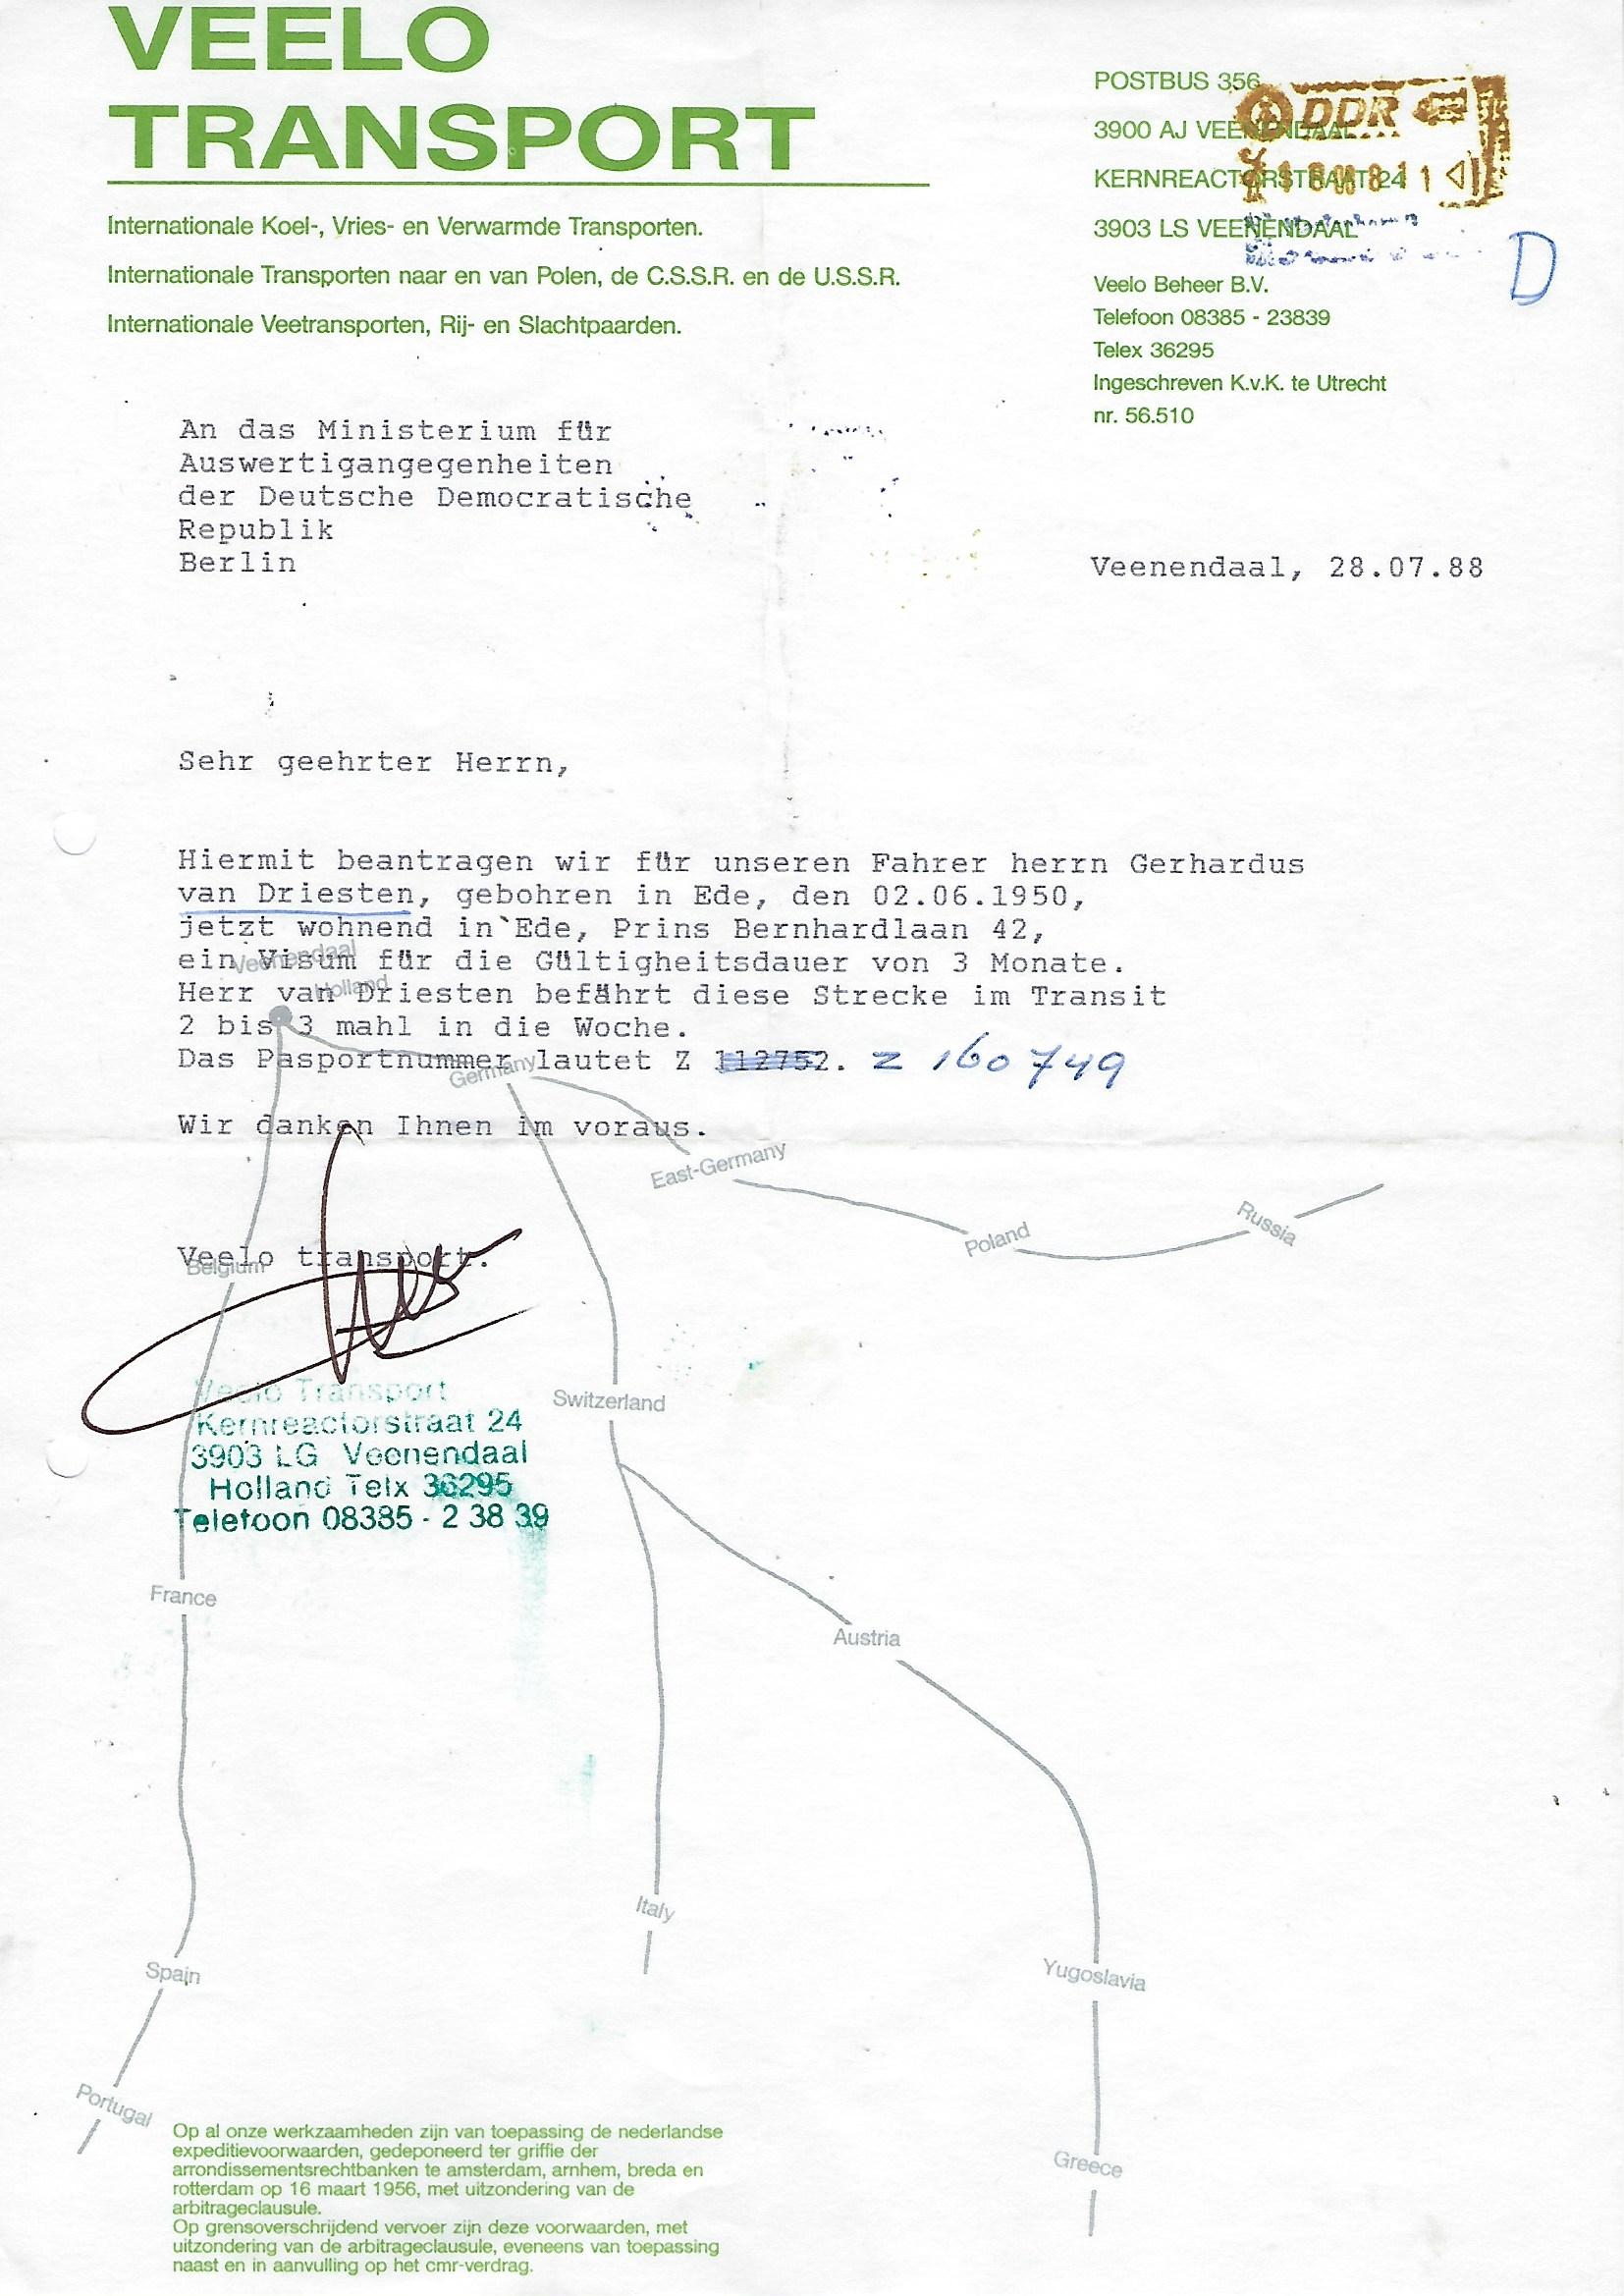 VEELO
TRANSPORT
Internationale Koel-, Vries- en Verwarmde Transporten.
Internationale Transporten naar en van Polen, de C.S.S.R. en de U.S.S.R.
Internationale Veetransporten, Rij- en Slachtpaarden.
POSTBUS 356
3900 AJ VEENENDAAL
KERNREACTORSTRAAT 24
3903 LS VEENENDAAL
Veelo Beheer B.V.
Telefoon 08385 - 23839
Telex 36295
Ingeschreven K.v.K. te Utrecht
nr. 56.510
DDR
D
An das Ministerium für
Auswertigangegenheiten
der Deutsche Democratische
Republik
Berlin
Veenendaal, 28.07.88
Sehr geehrter Herrn,
Hiermit beantragen wir für unseren Fahrer herrn Gerhardus
van Driesten, gebohren in Ede, den 02.06.1950,
jetzt wohnend in Ede, Prins Bernhardlaan 42,
ein Visum für die Gültigheitsdauer von 3 Monate.
Herr van Driesten befährt diese Strecke im Transit
2 bis 3 mahl in die Woche.
Das Pasportnummer lautet Z 112752. Z 160749
Wir danken Ihnen im voraus.
Veelo transport.
Veelo Transport
Kernreactorstraat 24
3903 LG Veenendaal
Holland Telx 36295
Telefoon 08385 - 2 38 39
Veenendaal
Holland
Germany
East-Germany
Poland
Russia
Belgium
Switzerland
France
Austria
Italy
Spain
Yugoslavia
Portugal
Greece
Op al onze werkzaamheden zijn van toepassing de nederlandse
expeditievoorwaarden, gedeponeerd ter griffie der
arrondissementsrechtbanken te amsterdam, arnhem, breda en
rotterdam op 16 maart 1956, met uitzondering van de
arbitrageclausule.
Op grensoverschrijdend vervoer zijn deze voorwaarden, met
uitzondering van de arbitrageclausule, eveneens van toepassing
naast en in aanvulling op het cmr-verdrag.